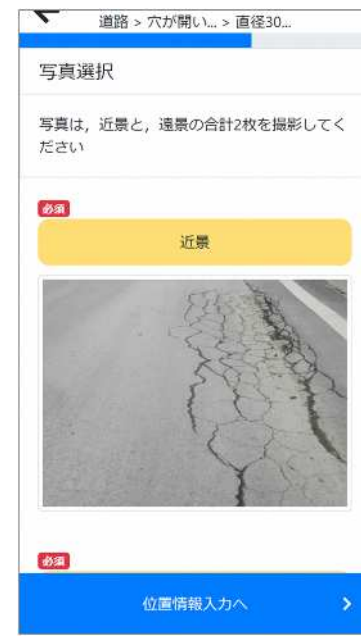 道路 > 穴が開い... > 直径30...
写真選択
写真は，近景と，遠景の合計2枚を撮影してく
ださい
必須
近景
必須
位置情報入力へ